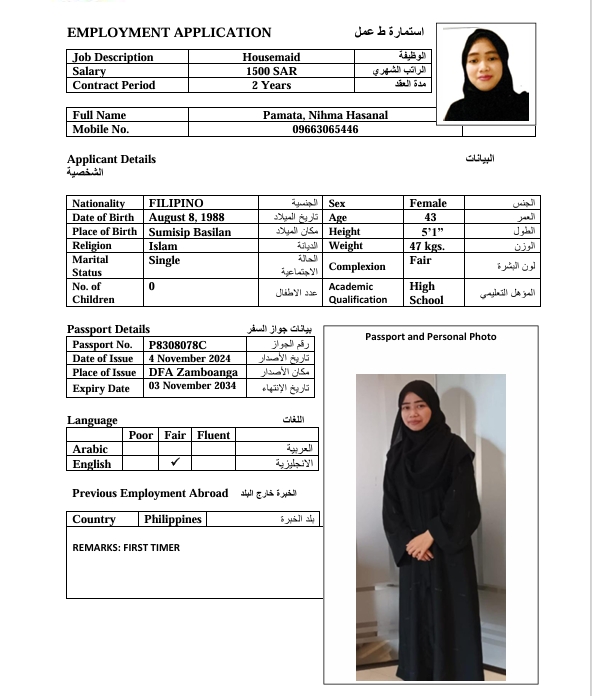 EMPLOYMENT APPLICATION استمارة ط عمل
Job Description Housemaid الوظيفة
Salary 1500 SAR الراتب الشهري
Contract Period 2 Years مدة العقد
Full Name Pamata, Nihma Hasanal
Mobile No. 09663065446
Applicant Details البيانات
الشخصية
Nationality FILIPINO الجنسية Sex Female الجنس
Date of Birth August 8, 1988 تاريخ الميلاد Age 43 العمر
Place of Birth Sumisip Basilan مكان الميلاد Height 5’1” الطول
Religion Islam الديانة Weight 47 kgs. الوزن
Marital Status Single الحالة الاجتماعية Complexion Fair لون البشرة
No. of Children 0 عدد الاطفال Academic Qualification High School المؤهل التعليمي
Passport Details بيانات جواز السفر
Passport No. P8308078C رقم الجواز
Date of Issue 4 November 2024 تاريخ الأصدار
Place of Issue DFA Zamboanga مكان الأصدار
Expiry Date 03 November 2034 تاريخ الإنتهاء
Passport and Personal Photo
Language اللغات
Poor Fair Fluent
Arabic العربية
English ✓ الانجليزية
Previous Employment Abroad الخبرة خارج البلد
Country Philippines بلد الخبرة
REMARKS: FIRST TIMER